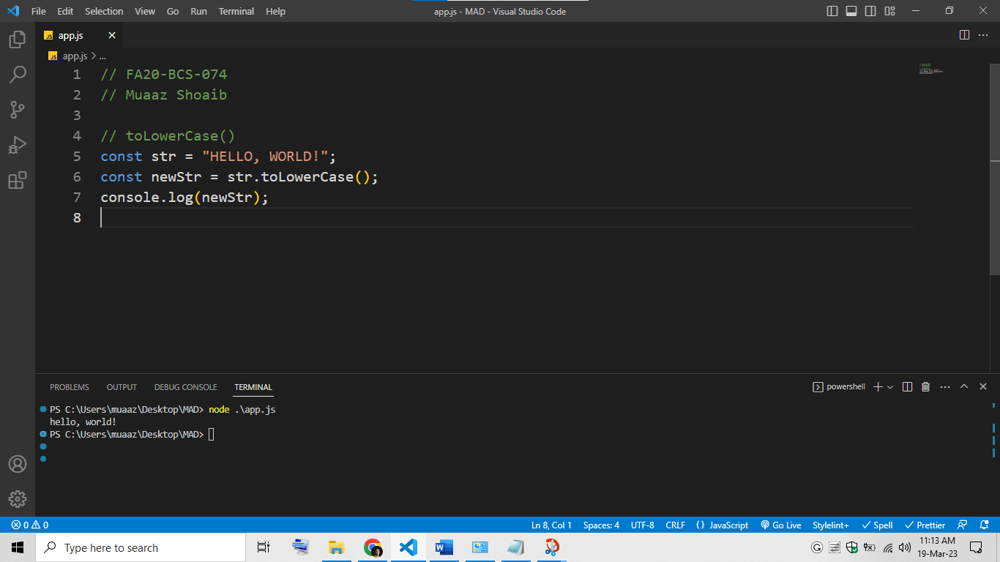 File Edit Selection View Go Run Terminal Help
app.js - MAD - Visual Studio Code
JS app.js
JS app.js > ...
1 // FA20-BCS-074
2 // Muaaz Shoaib
3
4 // toLowerCase()
5 const str = "HELLO, WORLD!";
6 const newStr = str.toLowerCase();
7 console.log(newStr);
8
PROBLEMS OUTPUT DEBUG CONSOLE TERMINAL
powershell
PS C:\Users\muaaz\Desktop\MAD> node .\app.js
hello, world!
PS C:\Users\muaaz\Desktop\MAD>
0 0 Ln 8, Col 1 Spaces: 4 UTF-8 CRLF {} JavaScript Go Live Stylelint+ Spell Prettier
Type here to search
11:13 AM
19-Mar-23